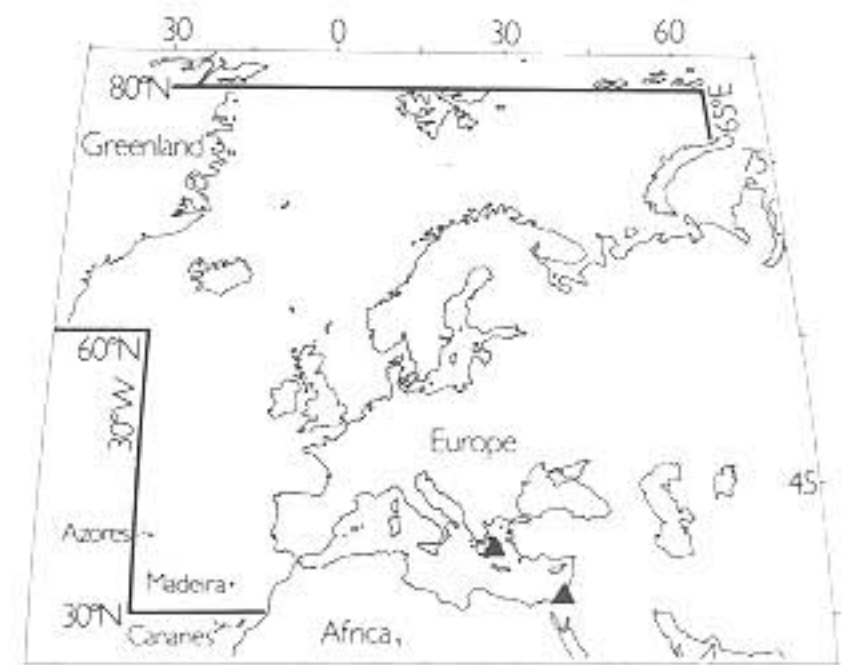 30 0 30 60
80°N
65°E
Greenland
75
60°N
30°W
Europe
45
Azores
Madeira
30°N
Canaries
Africa